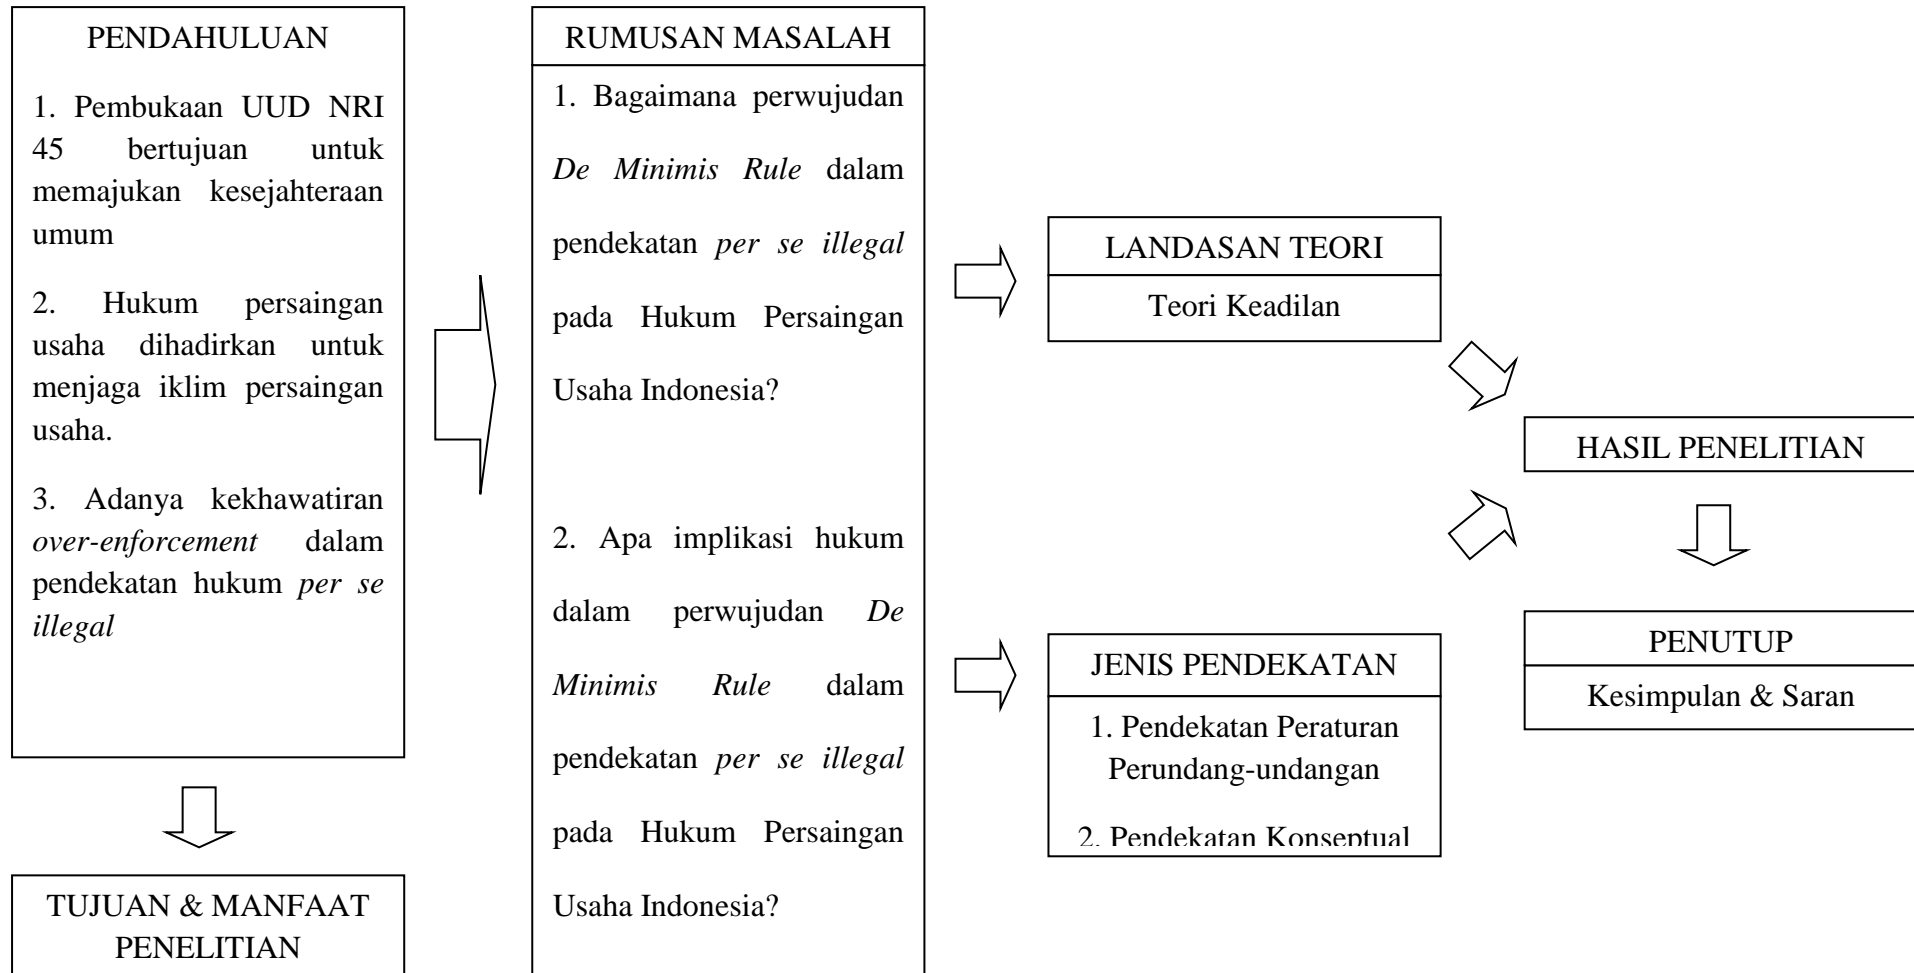 PENDAHULUAN
1. Pembukaan UUD NRI
45 bertujuan untuk
memajukan kesejahteraan
umum
2. Hukum persaingan
usaha dihadirkan untuk
menjaga iklim persaingan
usaha.
3. Adanya kekhawatiran
over-enforcement dalam
pendekatan hukum per se
illegal
TUJUAN & MANFAAT
PENELITIAN
RUMUSAN MASALAH
1. Bagaimana perwujudan
De Minimis Rule dalam
pendekatan per se illegal
pada Hukum Persaingan
Usaha Indonesia?
2. Apa implikasi hukum
dalam perwujudan De
Minimis Rule dalam
pendekatan per se illegal
pada Hukum Persaingan
Usaha Indonesia?
LANDASAN TEORI
Teori Keadilan
JENIS PENDEKATAN
1. Pendekatan Peraturan
Perundang-undangan
2. Pendekatan Konseptual
HASIL PENELITIAN
PENUTUP
Kesimpulan & Saran